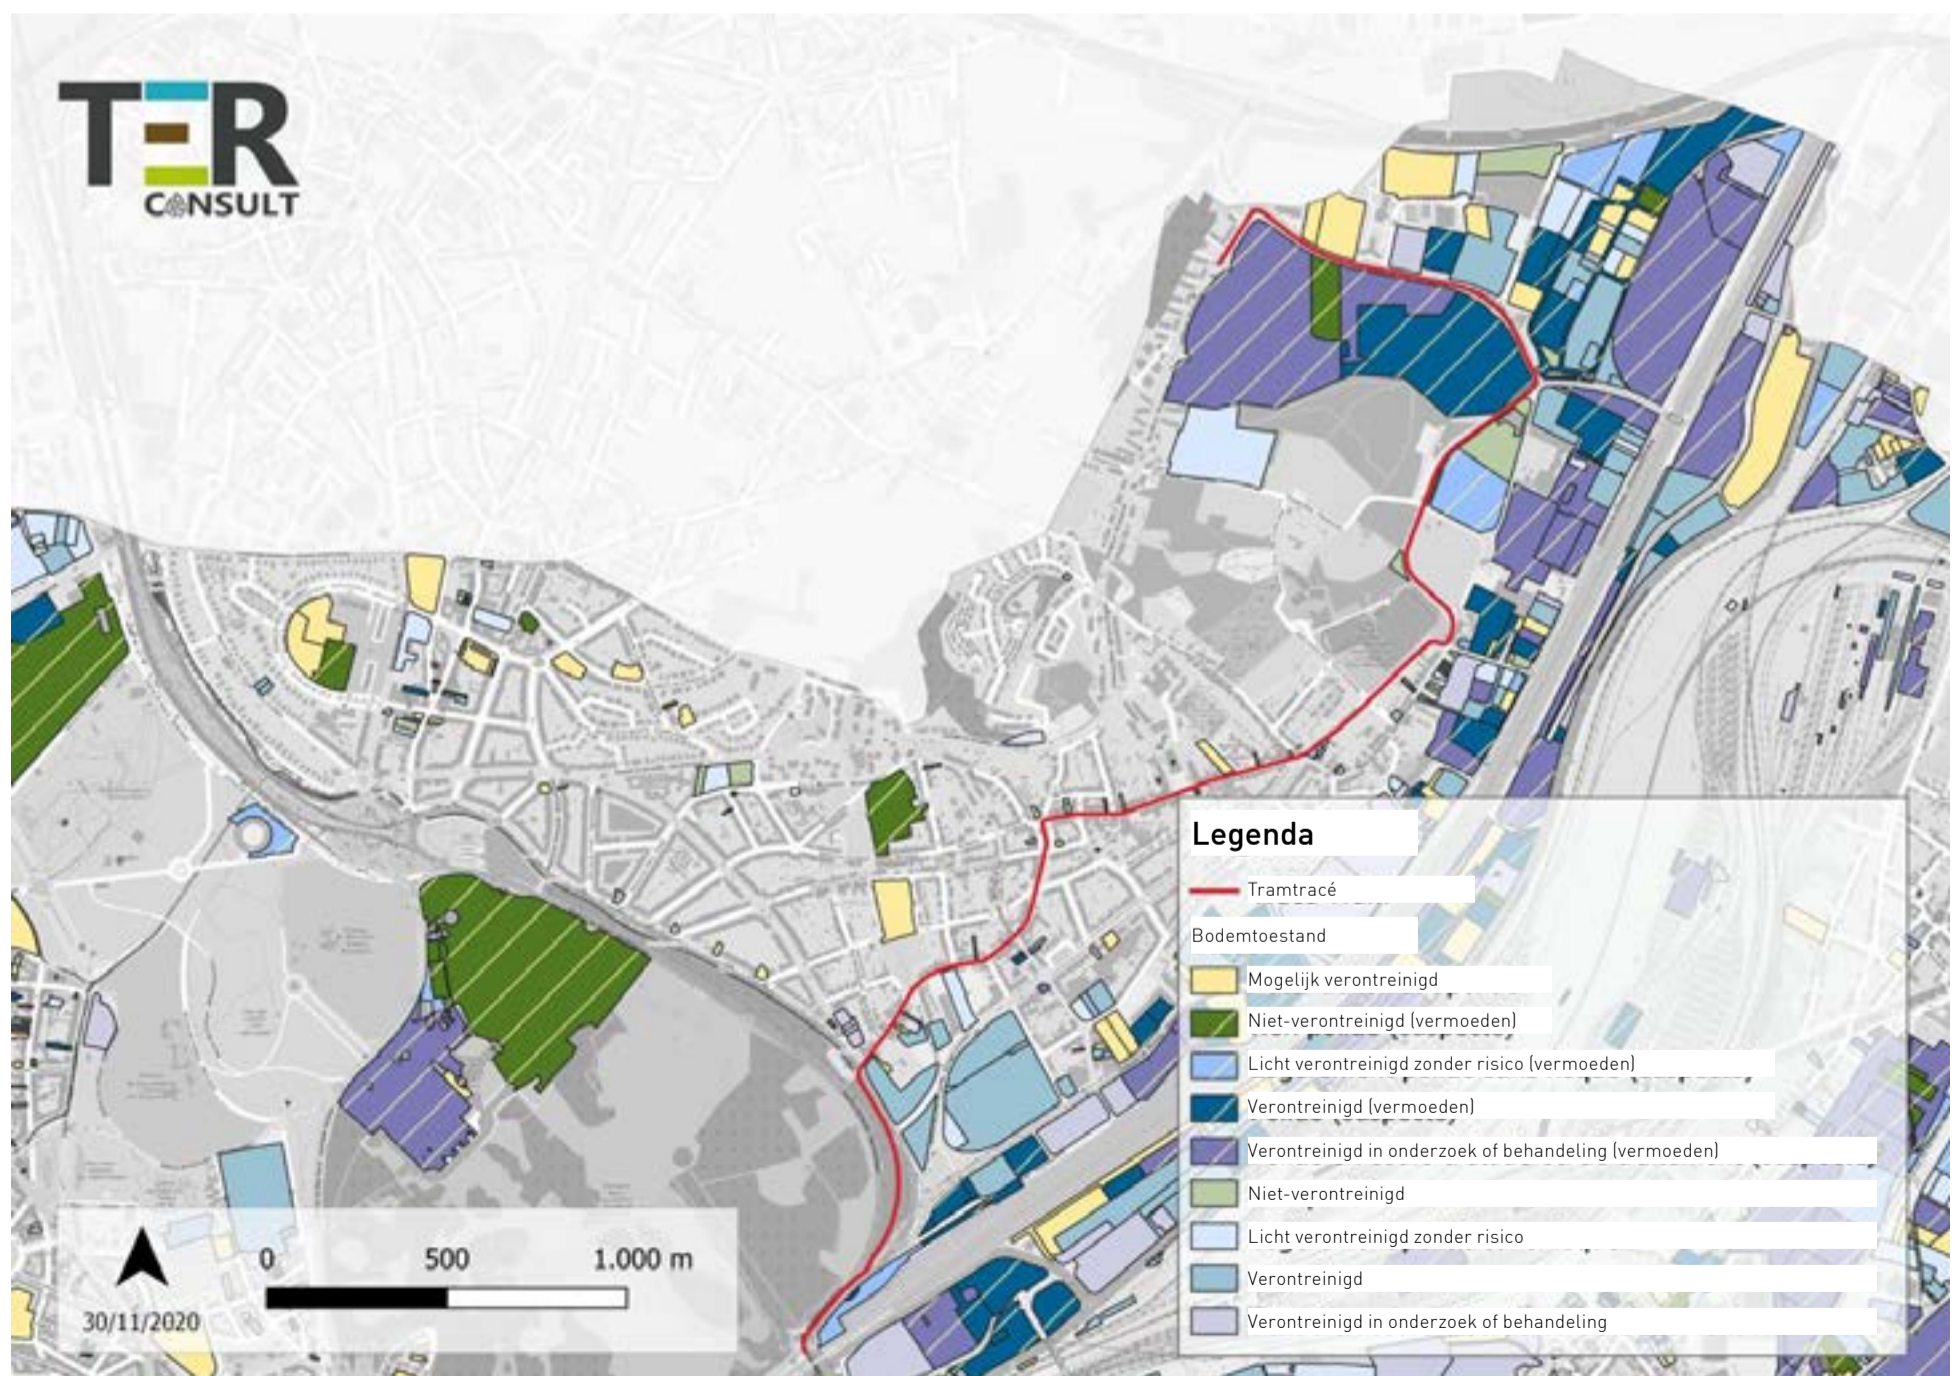 TER
CONSULT
Legenda
Tramtracé
Bodemtoestand
Mogelijk verontreinigd
Niet-verontreinigd (vermoeden)
Licht verontreinigd zonder risico (vermoeden)
Verontreinigd (vermoeden)
Verontreinigd in onderzoek of behandeling (vermoeden)
Niet-verontreinigd
Licht verontreinigd zonder risico
Verontreinigd
Verontreinigd in onderzoek of behandeling
0 500 1.000 m
30/11/2020